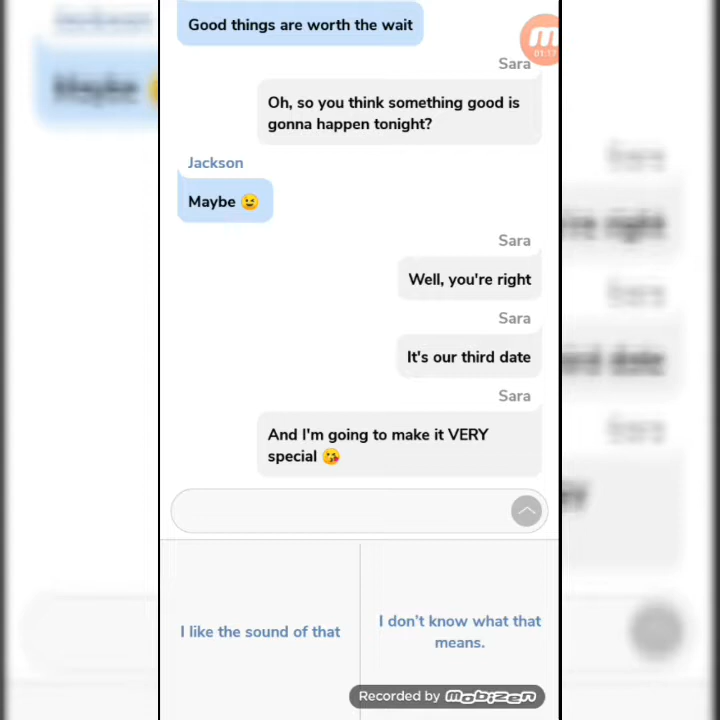 Good things are worth the wait
01:17
Sara
Oh, so you think something good is
gonna happen tonight?
Jackson
Maybe 😉
Sara
Well, you're right
Sara
It's our third date
Sara
And I'm going to make it VERY
special 😘
I like the sound of that
I don't know what that
means.
Recorded by mobizen